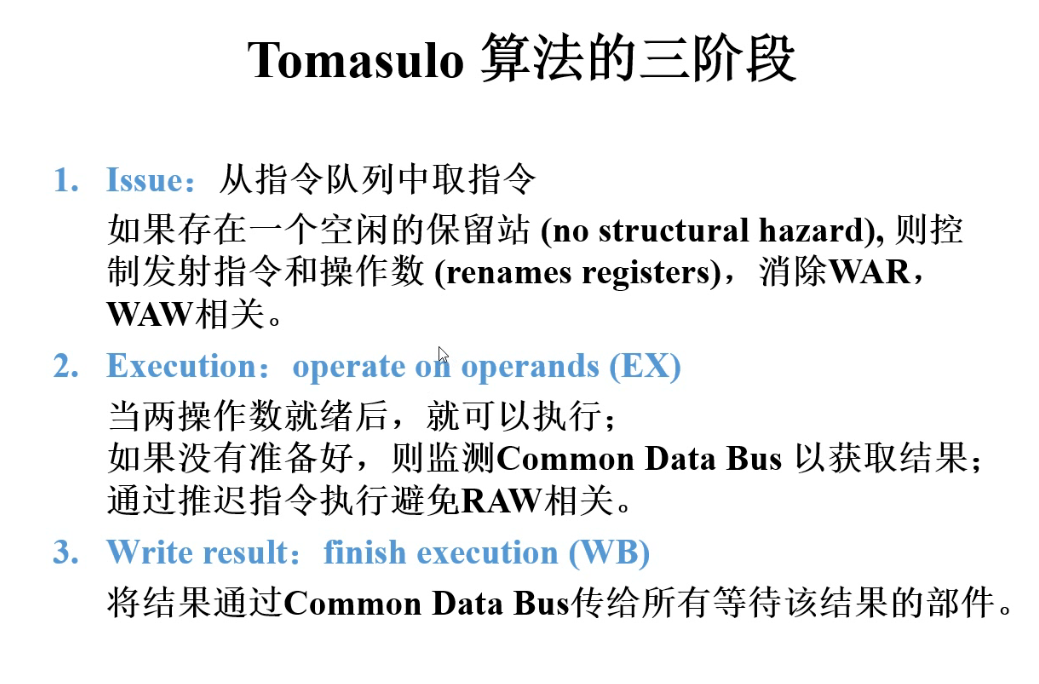 Tomasulo 算法的三阶段
1. Issue：从指令队列中取指令
如果存在一个空闲的保留站 (no structural hazard), 则控
制发射指令和操作数 (renames registers)，消除WAR，
WAW相关。
2. Execution：operate on operands (EX)
当两操作数就绪后，就可以执行；
如果没有准备好，则监测Common Data Bus 以获取结果；
通过推迟指令执行避免RAW相关。
3. Write result：finish execution (WB)
将结果通过Common Data Bus传给所有等待该结果的部件。